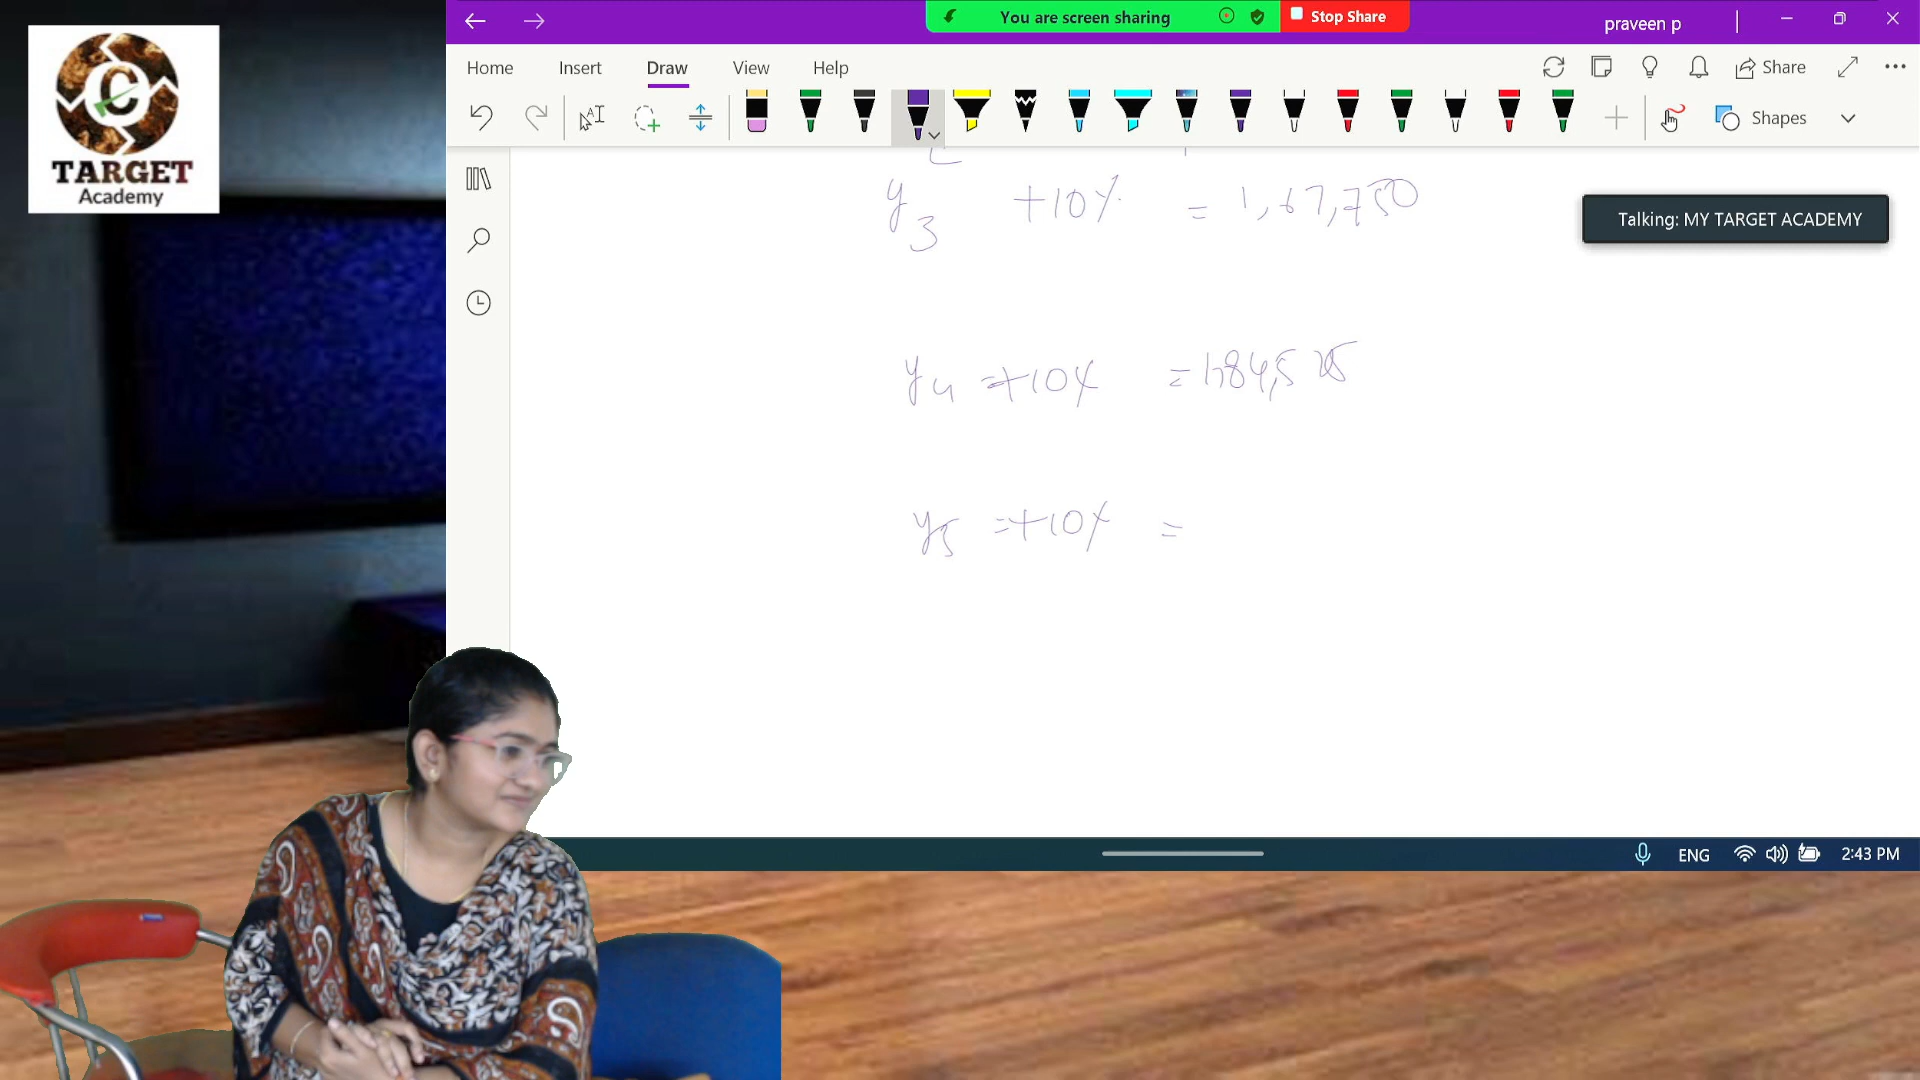 You are screen sharing
Stop Share
praveen p
TARGET
Academy
Home Insert Draw View Help
Share
Shapes
Talking: MY TARGET ACADEMY
y3 +10% = 1,67,750
y4 =+10% = 1,84,525
y5 =+10% =
ENG 2:43 PM